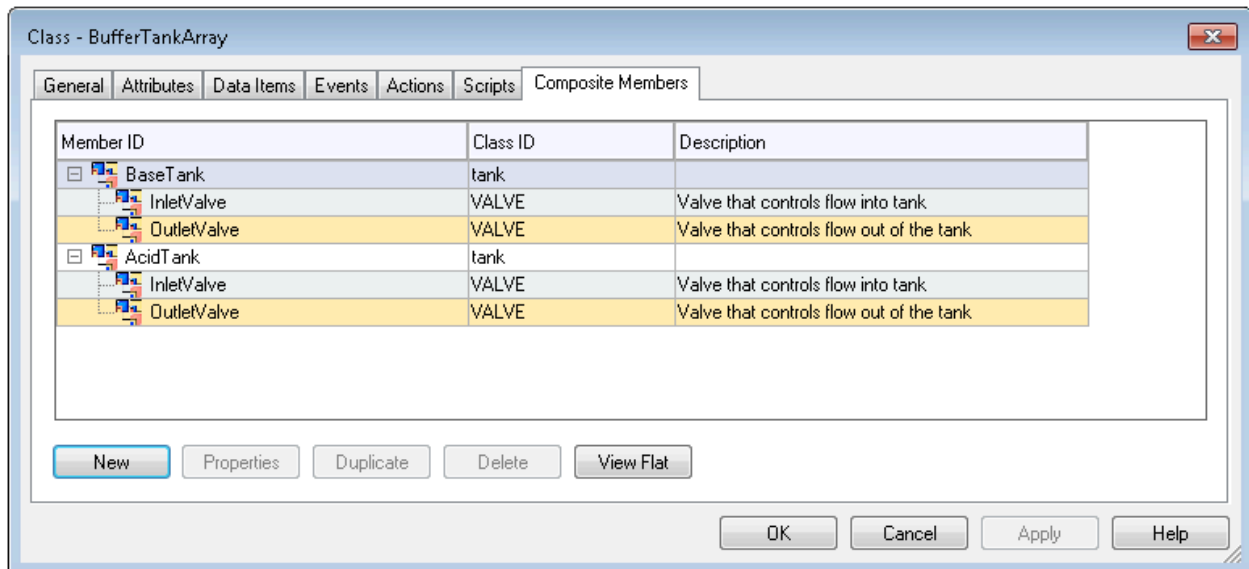 Class - BufferTankArray
General Attributes Data Items Events Actions Scripts Composite Members
Member ID Class ID Description
BaseTank tank
InletValve VALVE Valve that controls flow into tank
OutletValve VALVE Valve that controls flow out of the tank
AcidTank tank
InletValve VALVE Valve that controls flow into tank
OutletValve VALVE Valve that controls flow out of the tank
New Properties Duplicate Delete View Flat
OK Cancel Apply Help